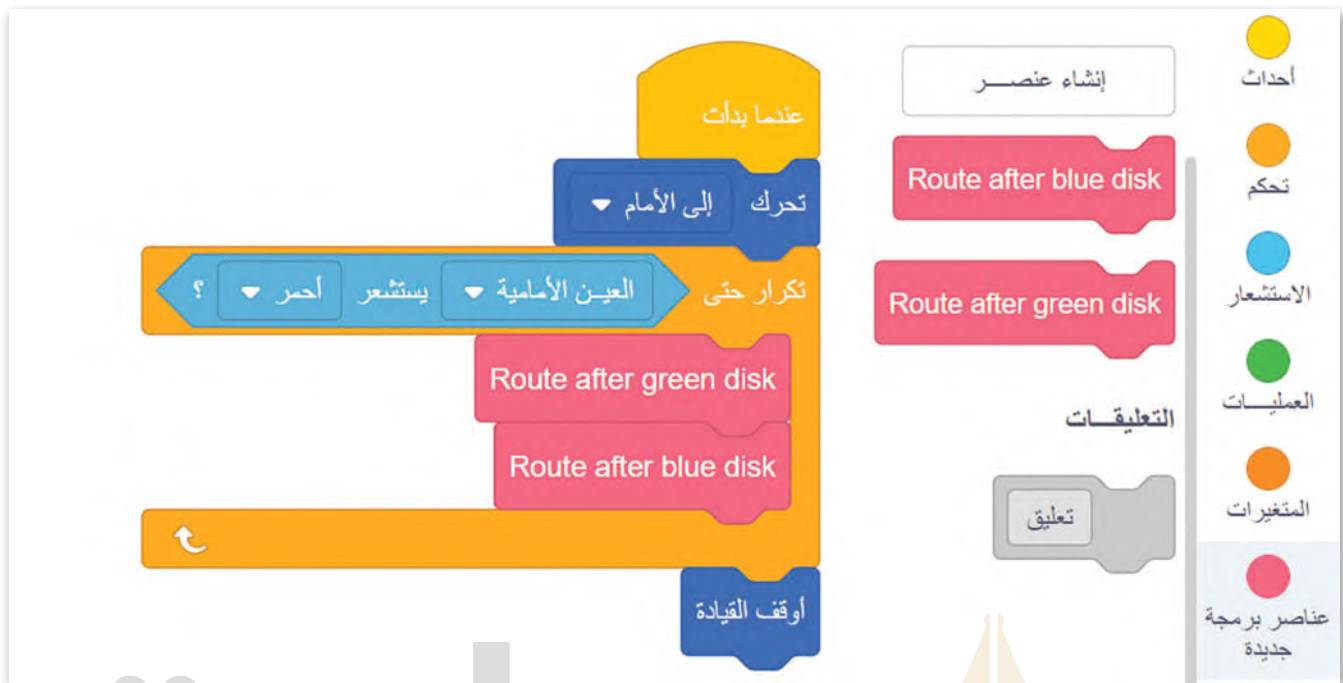 أحداث
تحكم
الاستشعار
العمليـــات
المتغيرات
عناصر برمجة
جديدة
إنشاء عنصـــر
Route after blue disk
Route after green disk
التعليقـــات
تعليق
عندما بدأت
تحرك إلى الأمام
تكرار حتى العيـن الأمامية يستشعر أحمر ؟
Route after green disk
Route after blue disk
أوقف القيادة